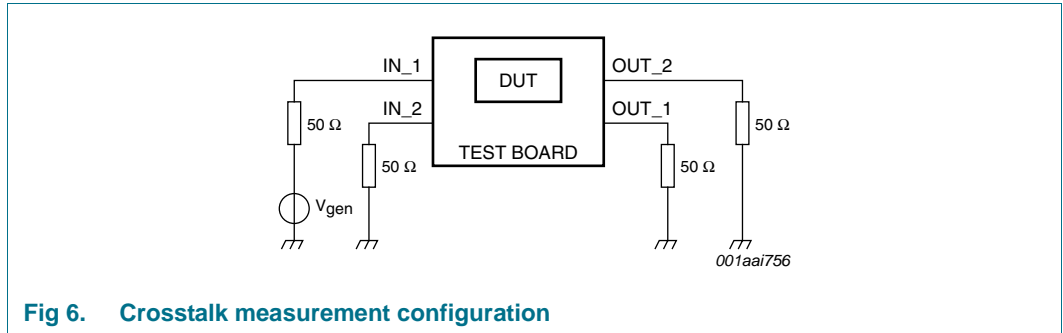 IN_1
OUT_2
DUT
IN_2
OUT_1
50 Ω
50 Ω
TEST BOARD
50 Ω
50 Ω
Vgen
001aai756
Fig 6. Crosstalk measurement configuration